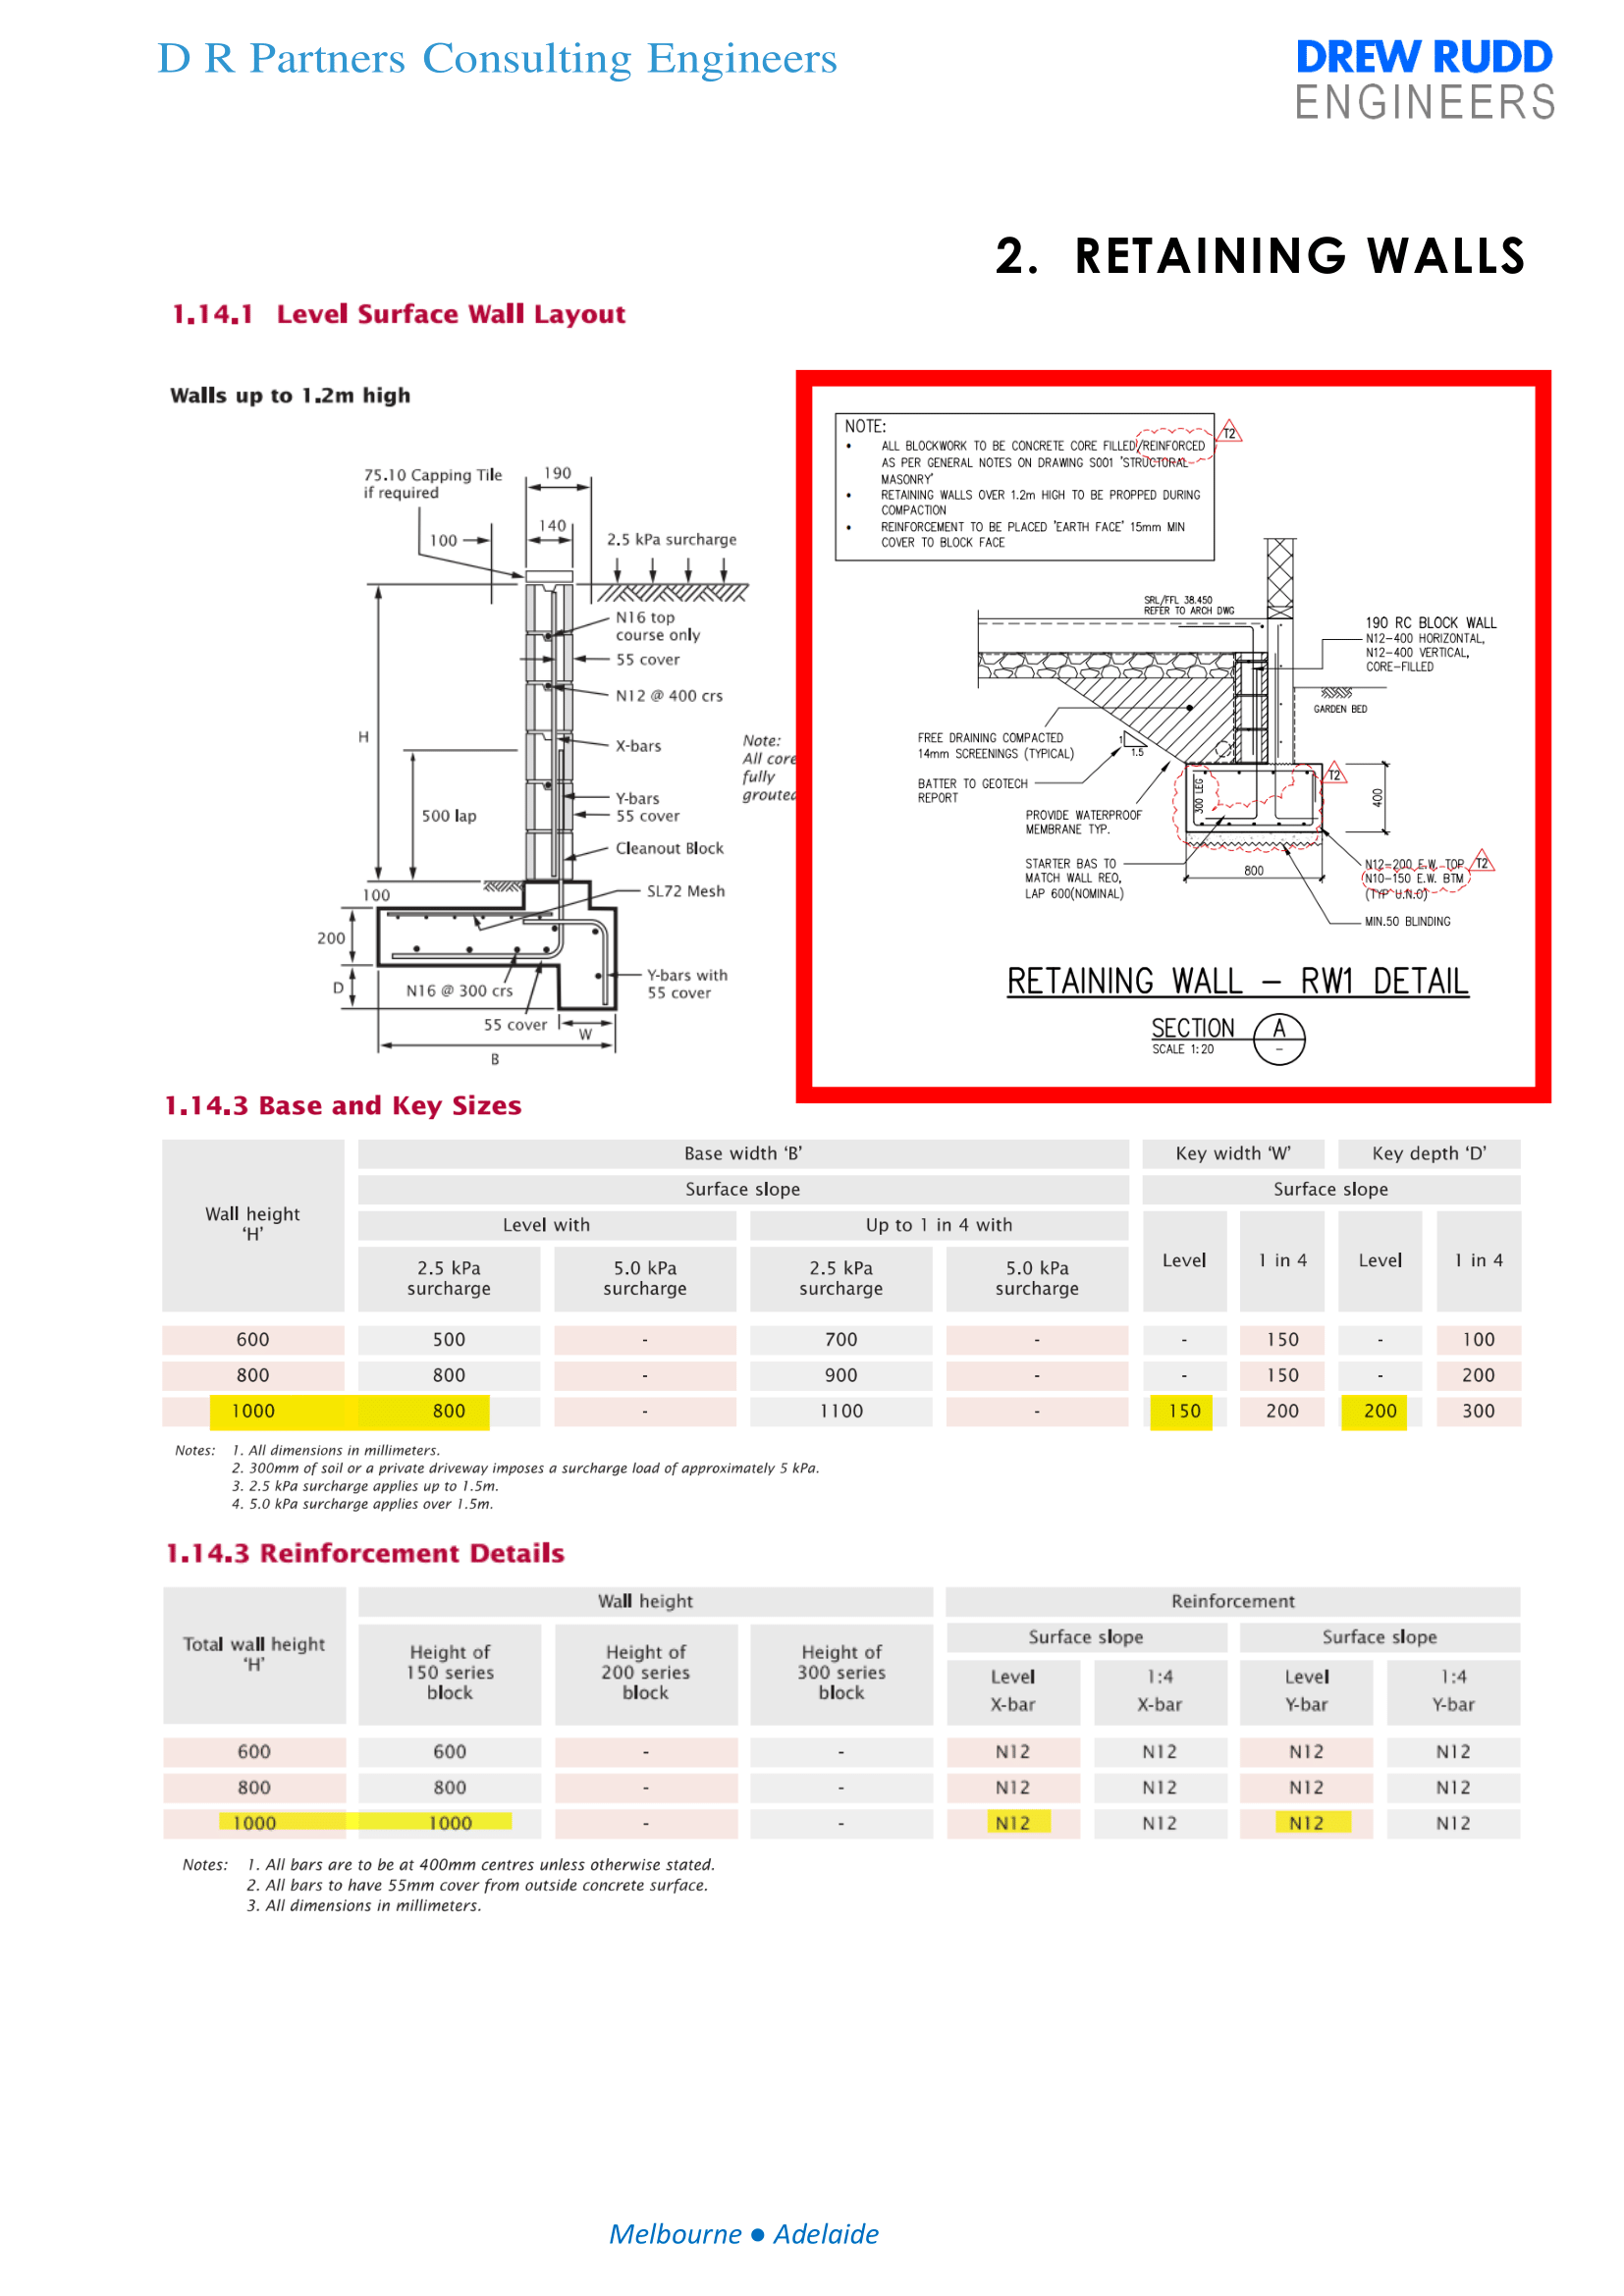 D R Partners Consulting Engineers
DREW RUDD
ENGINEERS
2. RETAINING WALLS
1.14.1 Level Surface Wall Layout
Walls up to 1.2m high
75.10 Capping Tile
if required
190
140
100
2.5 kPa surcharge
N16 top
course only
55 cover
N12 @ 400 crs
H
X-bars
Note:
All core
fully
grouted
500 lap
Y-bars
55 cover
Cleanout Block
100
SL72 Mesh
200
D
N16 @ 300 crs
Y-bars with
55 cover
55 cover
W
B
NOTE:
• ALL BLOCKWORK TO BE CONCRETE CORE FILLED/REINFORCED
AS PER GENERAL NOTES ON DRAWING S001 'STRUCTURAL
MASONRY'
• RETAINING WALLS OVER 1.2m HIGH TO BE PROPPED DURING
COMPACTION
• REINFORCEMENT TO BE PLACED 'EARTH FACE' 15mm MIN
COVER TO BLOCK FACE
T2
SRL/FFL 38.450
REFER TO ARCH DWG
190 RC BLOCK WALL
N12-400 HORIZONTAL,
N12-400 VERTICAL,
CORE-FILLED
GARDEN BED
FREE DRAINING COMPACTED
14mm SCREENINGS (TYPICAL)
1
1.5
BATTER TO GEOTECH
REPORT
T2
300 LEG
400
PROVIDE WATERPROOF
MEMBRANE TYP.
STARTER BAS TO
MATCH WALL REO,
LAP 600(NOMINAL)
800
N12-200 E.W. TOP
N10-150 E.W. BTM
(TYP U.N.O)
T2
MIN.50 BLINDING
RETAINING WALL – RW1 DETAIL
SECTION A
SCALE 1:20 -
1.14.3 Base and Key Sizes
Wall height
'H'
Base width 'B' Key width 'W' Key depth 'D'
Surface slope Surface slope
Level with Up to 1 in 4 with
2.5 kPa
surcharge
5.0 kPa
surcharge
2.5 kPa
surcharge
5.0 kPa
surcharge
Level 1 in 4 Level 1 in 4
600 500 - 700 - - 150 - 100
800 800 - 900 - - 150 - 200
1000 800 - 1100 - 150 200 200 300
Notes: 1. All dimensions in millimeters.
2. 300mm of soil or a private driveway imposes a surcharge load of approximately 5 kPa.
3. 2.5 kPa surcharge applies up to 1.5m.
4. 5.0 kPa surcharge applies over 1.5m.
1.14.3 Reinforcement Details
Total wall height
'H'
Wall height Reinforcement
Height of
150 series
block
Height of
200 series
block
Height of
300 series
block
Surface slope Surface slope
Level
X-bar
1:4
X-bar
Level
Y-bar
1:4
Y-bar
600 600 - - N12 N12 N12 N12
800 800 - - N12 N12 N12 N12
1000 1000 - - N12 N12 N12 N12
Notes: 1. All bars are to be at 400mm centres unless otherwise stated.
2. All bars to have 55mm cover from outside concrete surface.
3. All dimensions in millimeters.
Melbourne ● Adelaide